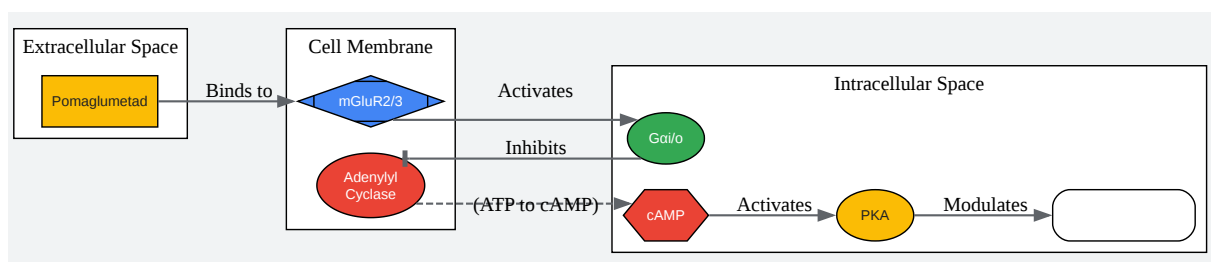 Extracellular Space
Pomaglumetad
Binds to
Cell Membrane
mGluR2/3
Adenylyl
Cyclase
Activates
Inhibits
(ATP to cAMP)
Intracellular Space
Gαi/o
cAMP
Activates
PKA
Modulates